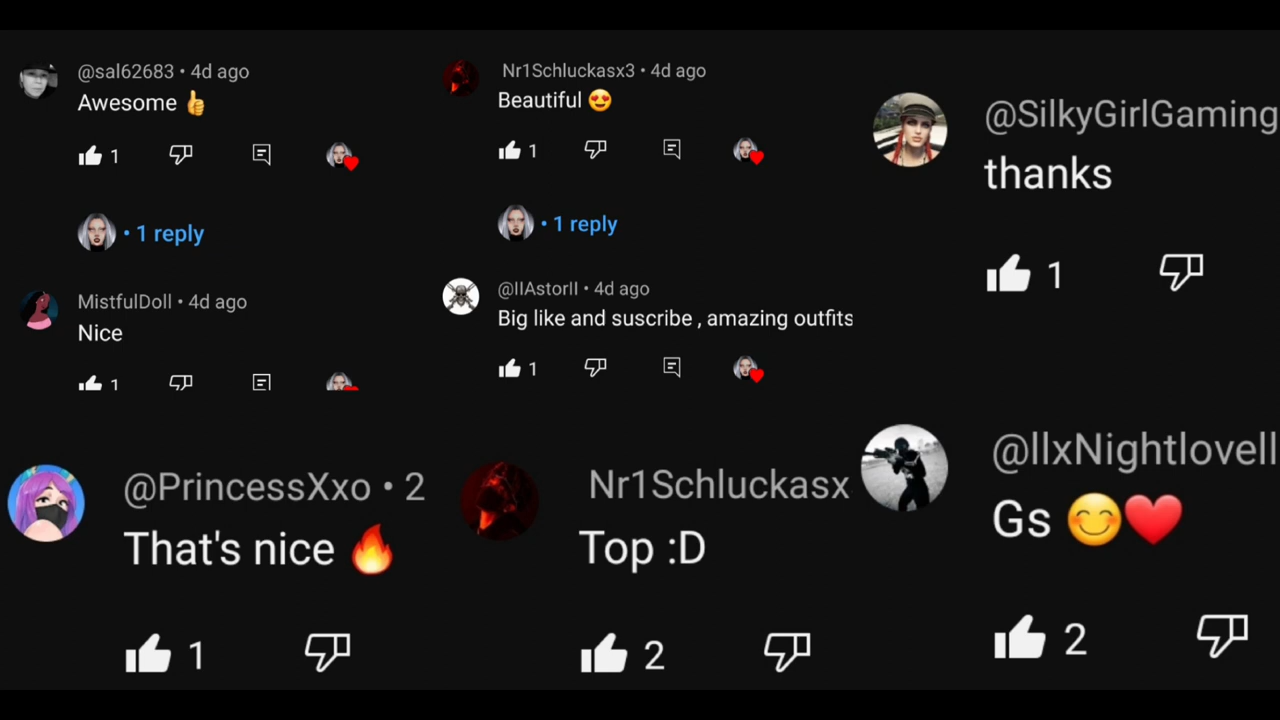 @sal62683 • 4d ago
Awesome 👍
1
• 1 reply
MistfulDoll • 4d ago
Nice
1
Nr1Schluckasx3 • 4d ago
Beautiful 😍
1
• 1 reply
@llAstorll • 4d ago
Big like and suscribe , amazing outfits
1
@SilkyGirlGaming
thanks
1
@PrincessXxo • 2
That's nice 🔥
1
Nr1Schluckasx
Top :D
2
@llxNightlovell
Gs 😊❤️
2